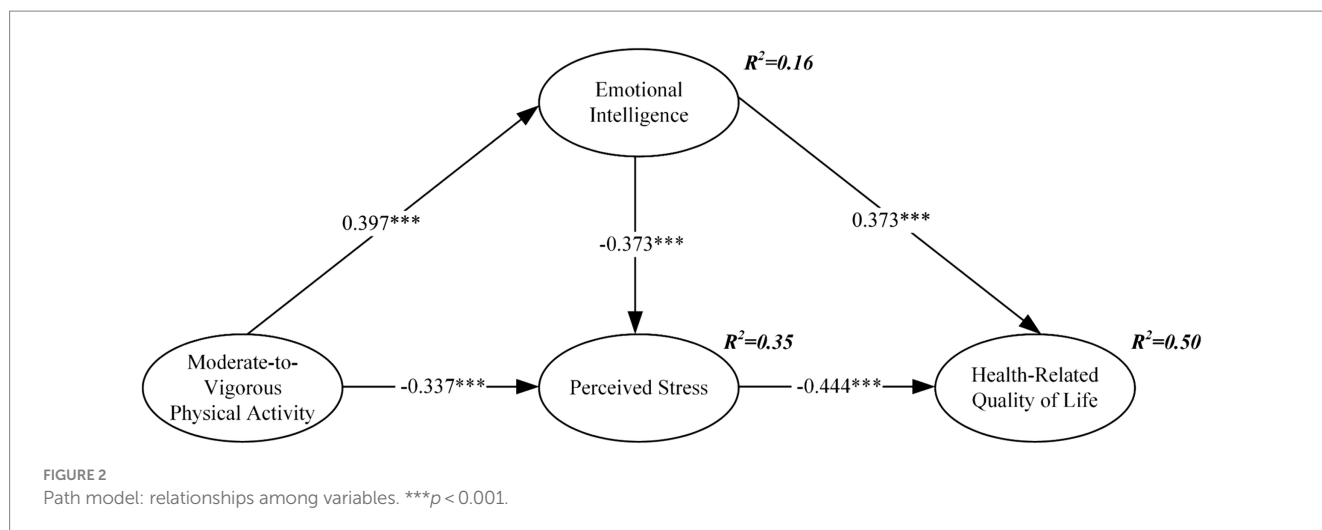 R²=0.16
Emotional
Intelligence
0.397***
0.373***
-0.373***
R²=0.35
R²=0.50
Moderate-to-
Vigorous
Physical Activity
-0.337***
Perceived Stress
-0.444***
Health-Related
Quality of Life
FIGURE 2
Path model: relationships among variables. ***p < 0.001.